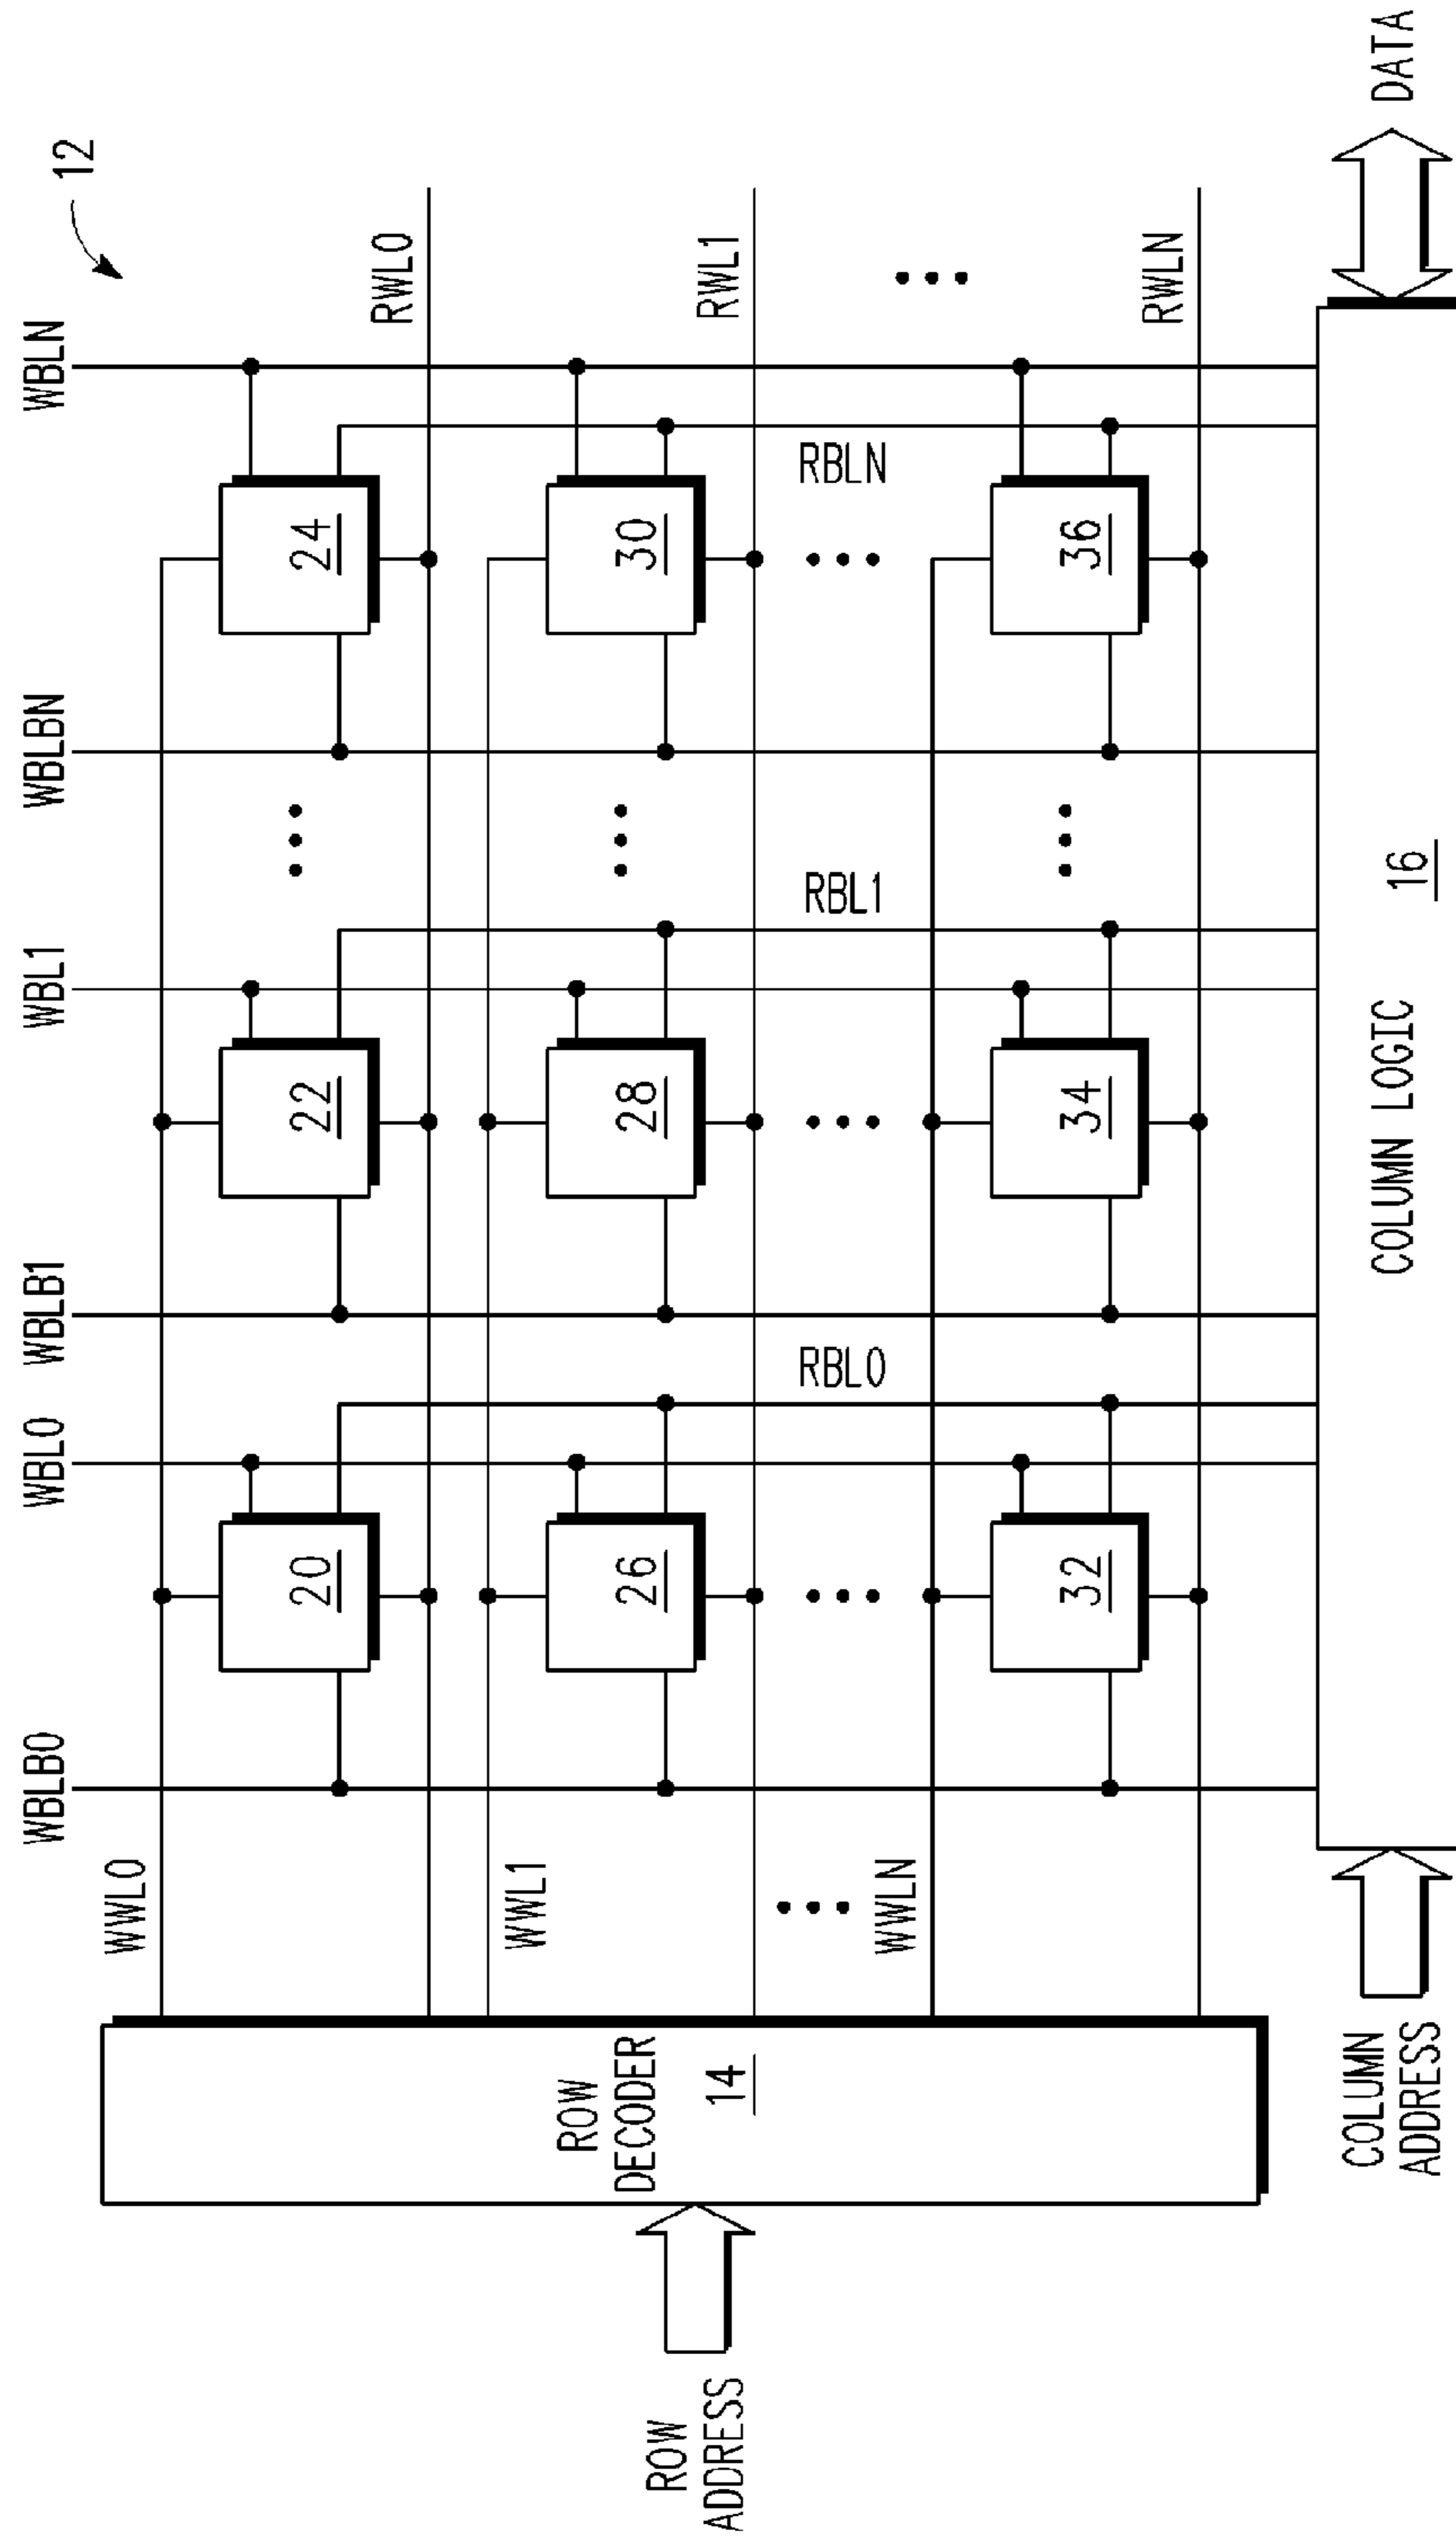 WBLB0
WBL0
WBLB1
WBL1
WBLBN
WBLN
12
WWL0
20
22
24
RWL0
ROW
ADDRESS
ROW
DECODER
14
WWL1
26
28
30
RWL1
RBL0
RBL1
RBLN
WWLN
32
34
36
RWLN
COLUMN
ADDRESS
COLUMN LOGIC
16
DATA